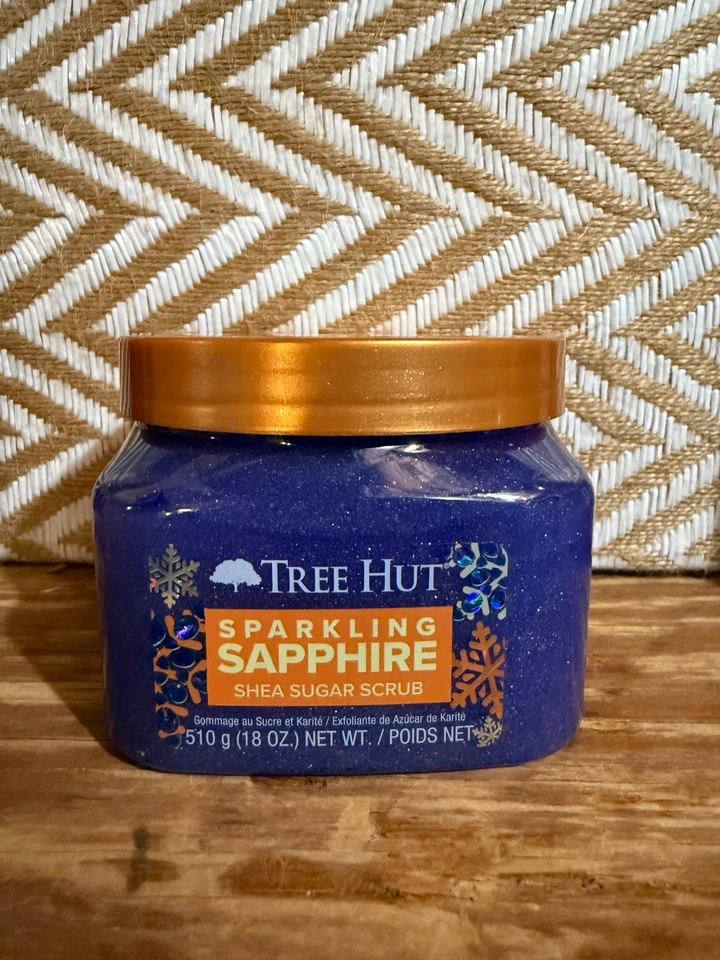 TREE HUT
SPARKLING
SAPPHIRE
SHEA SUGAR SCRUB
Gommage au Sucre et Karité / Exfoliante de Azúcar de Karité
510 g (18 OZ.) NET WT. / POIDS NET